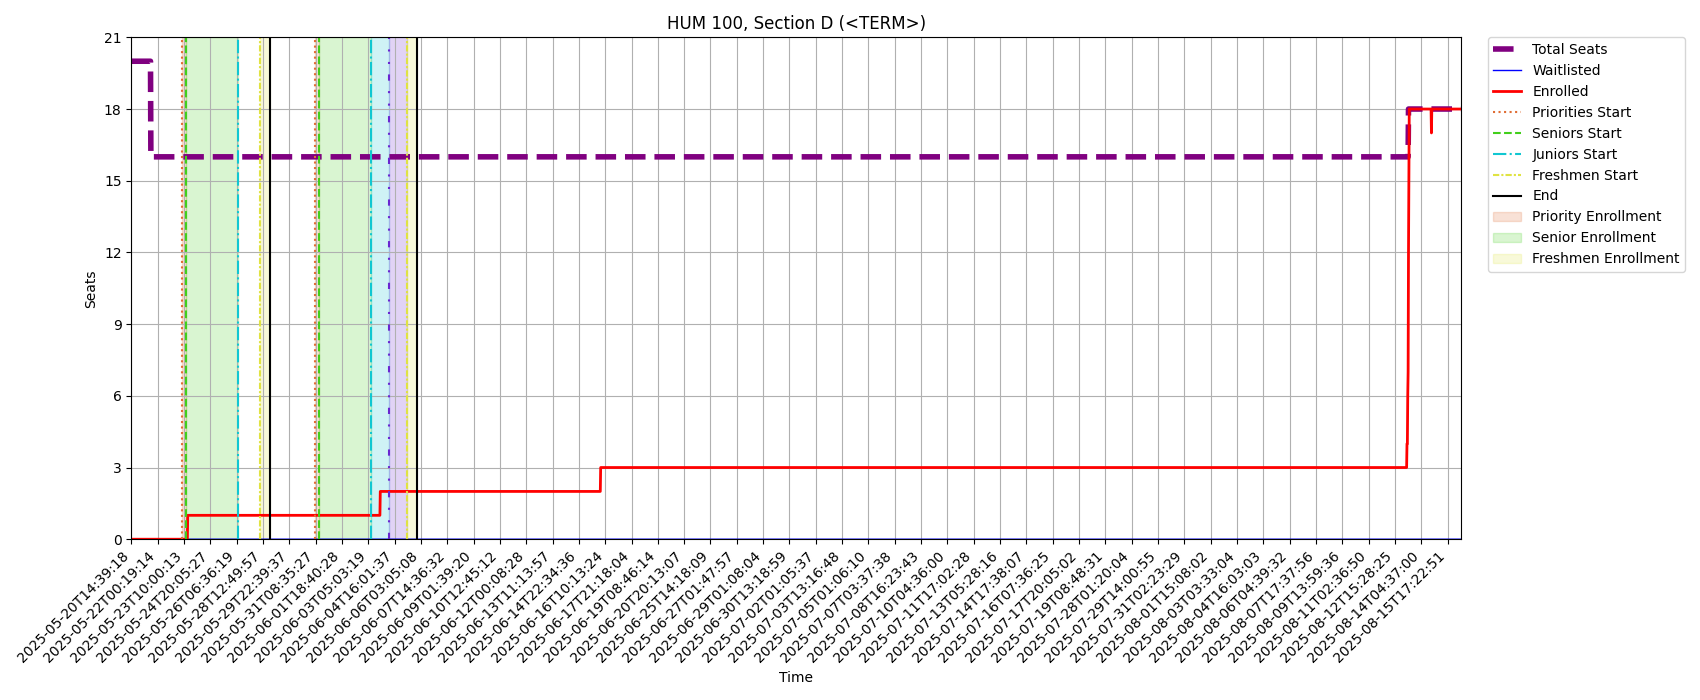 HUM 100, Section D (<TERM>)
21
18
15
12
9
6
3
0
Seats
2025-05-20T14:39:18
2025-05-22T00:19:14
2025-05-23T10:00:13
2025-05-24T20:05:27
2025-05-26T06:36:19
2025-05-28T12:49:57
2025-05-29T22:39:37
2025-05-31T08:35:27
2025-06-01T18:40:28
2025-06-03T05:03:19
2025-06-04T16:01:37
2025-06-06T03:05:08
2025-06-07T14:36:32
2025-06-09T01:39:20
2025-06-10T12:45:12
2025-06-12T00:08:28
2025-06-13T11:13:57
2025-06-14T22:34:36
2025-06-16T10:13:24
2025-06-17T21:18:04
2025-06-19T08:46:14
2025-06-20T20:13:07
2025-06-25T14:18:09
2025-06-27T01:47:57
2025-06-29T01:08:04
2025-06-30T13:18:59
2025-07-02T01:05:37
2025-07-03T13:16:48
2025-07-05T01:06:10
2025-07-07T03:37:38
2025-07-08T16:23:43
2025-07-10T04:36:00
2025-07-11T17:02:28
2025-07-13T05:28:16
2025-07-14T17:38:07
2025-07-16T07:36:25
2025-07-17T20:05:02
2025-07-19T08:48:31
2025-07-28T01:20:04
2025-07-29T14:00:55
2025-07-31T02:23:29
2025-08-01T15:08:02
2025-08-03T03:33:04
2025-08-04T16:03:03
2025-08-06T04:39:32
2025-08-07T17:37:56
2025-08-09T13:59:36
2025-08-11T02:36:50
2025-08-12T15:28:25
2025-08-14T04:37:00
2025-08-15T17:22:51
Time
Total Seats
Waitlisted
Enrolled
Priorities Start
Seniors Start
Juniors Start
Freshmen Start
End
Priority Enrollment
Senior Enrollment
Freshmen Enrollment